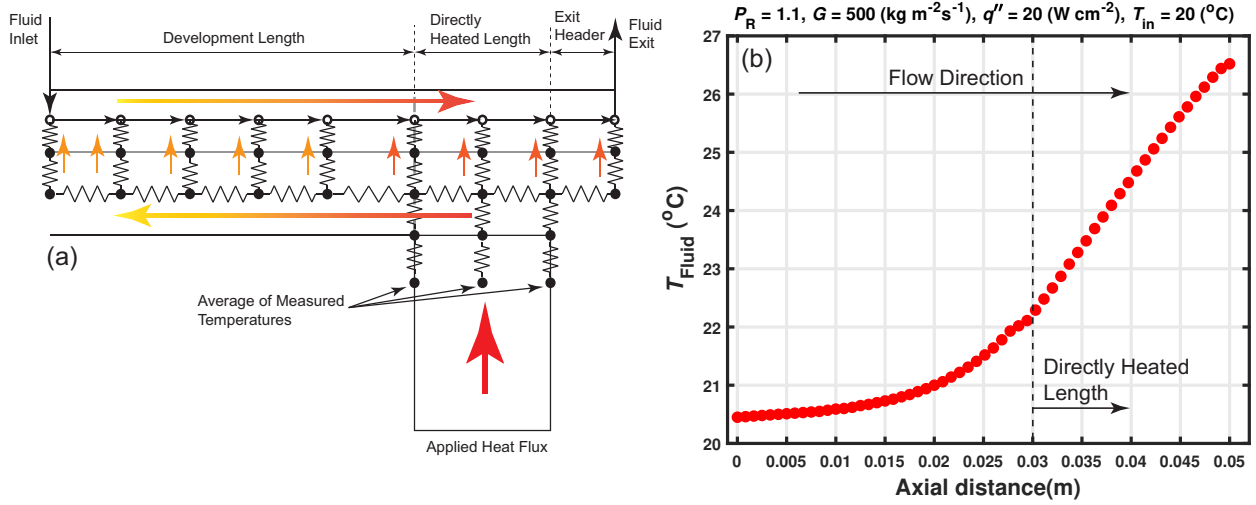 Fluid
Inlet
Development Length
Directly
Heated Length
Exit
Header
Fluid
Exit
(a)
Average of Measured
Temperatures
Applied Heat Flux
P_R = 1.1, G = 500 (kg m⁻²s⁻¹), q″ = 20 (W cm⁻²), T_in = 20 (°C)
(b)
Flow Direction
Directly Heated
Length
T_Fluid (°C)
27
26
25
24
23
22
21
20
0 0.005 0.01 0.015 0.02 0.025 0.03 0.035 0.04 0.045 0.05
Axial distance(m)